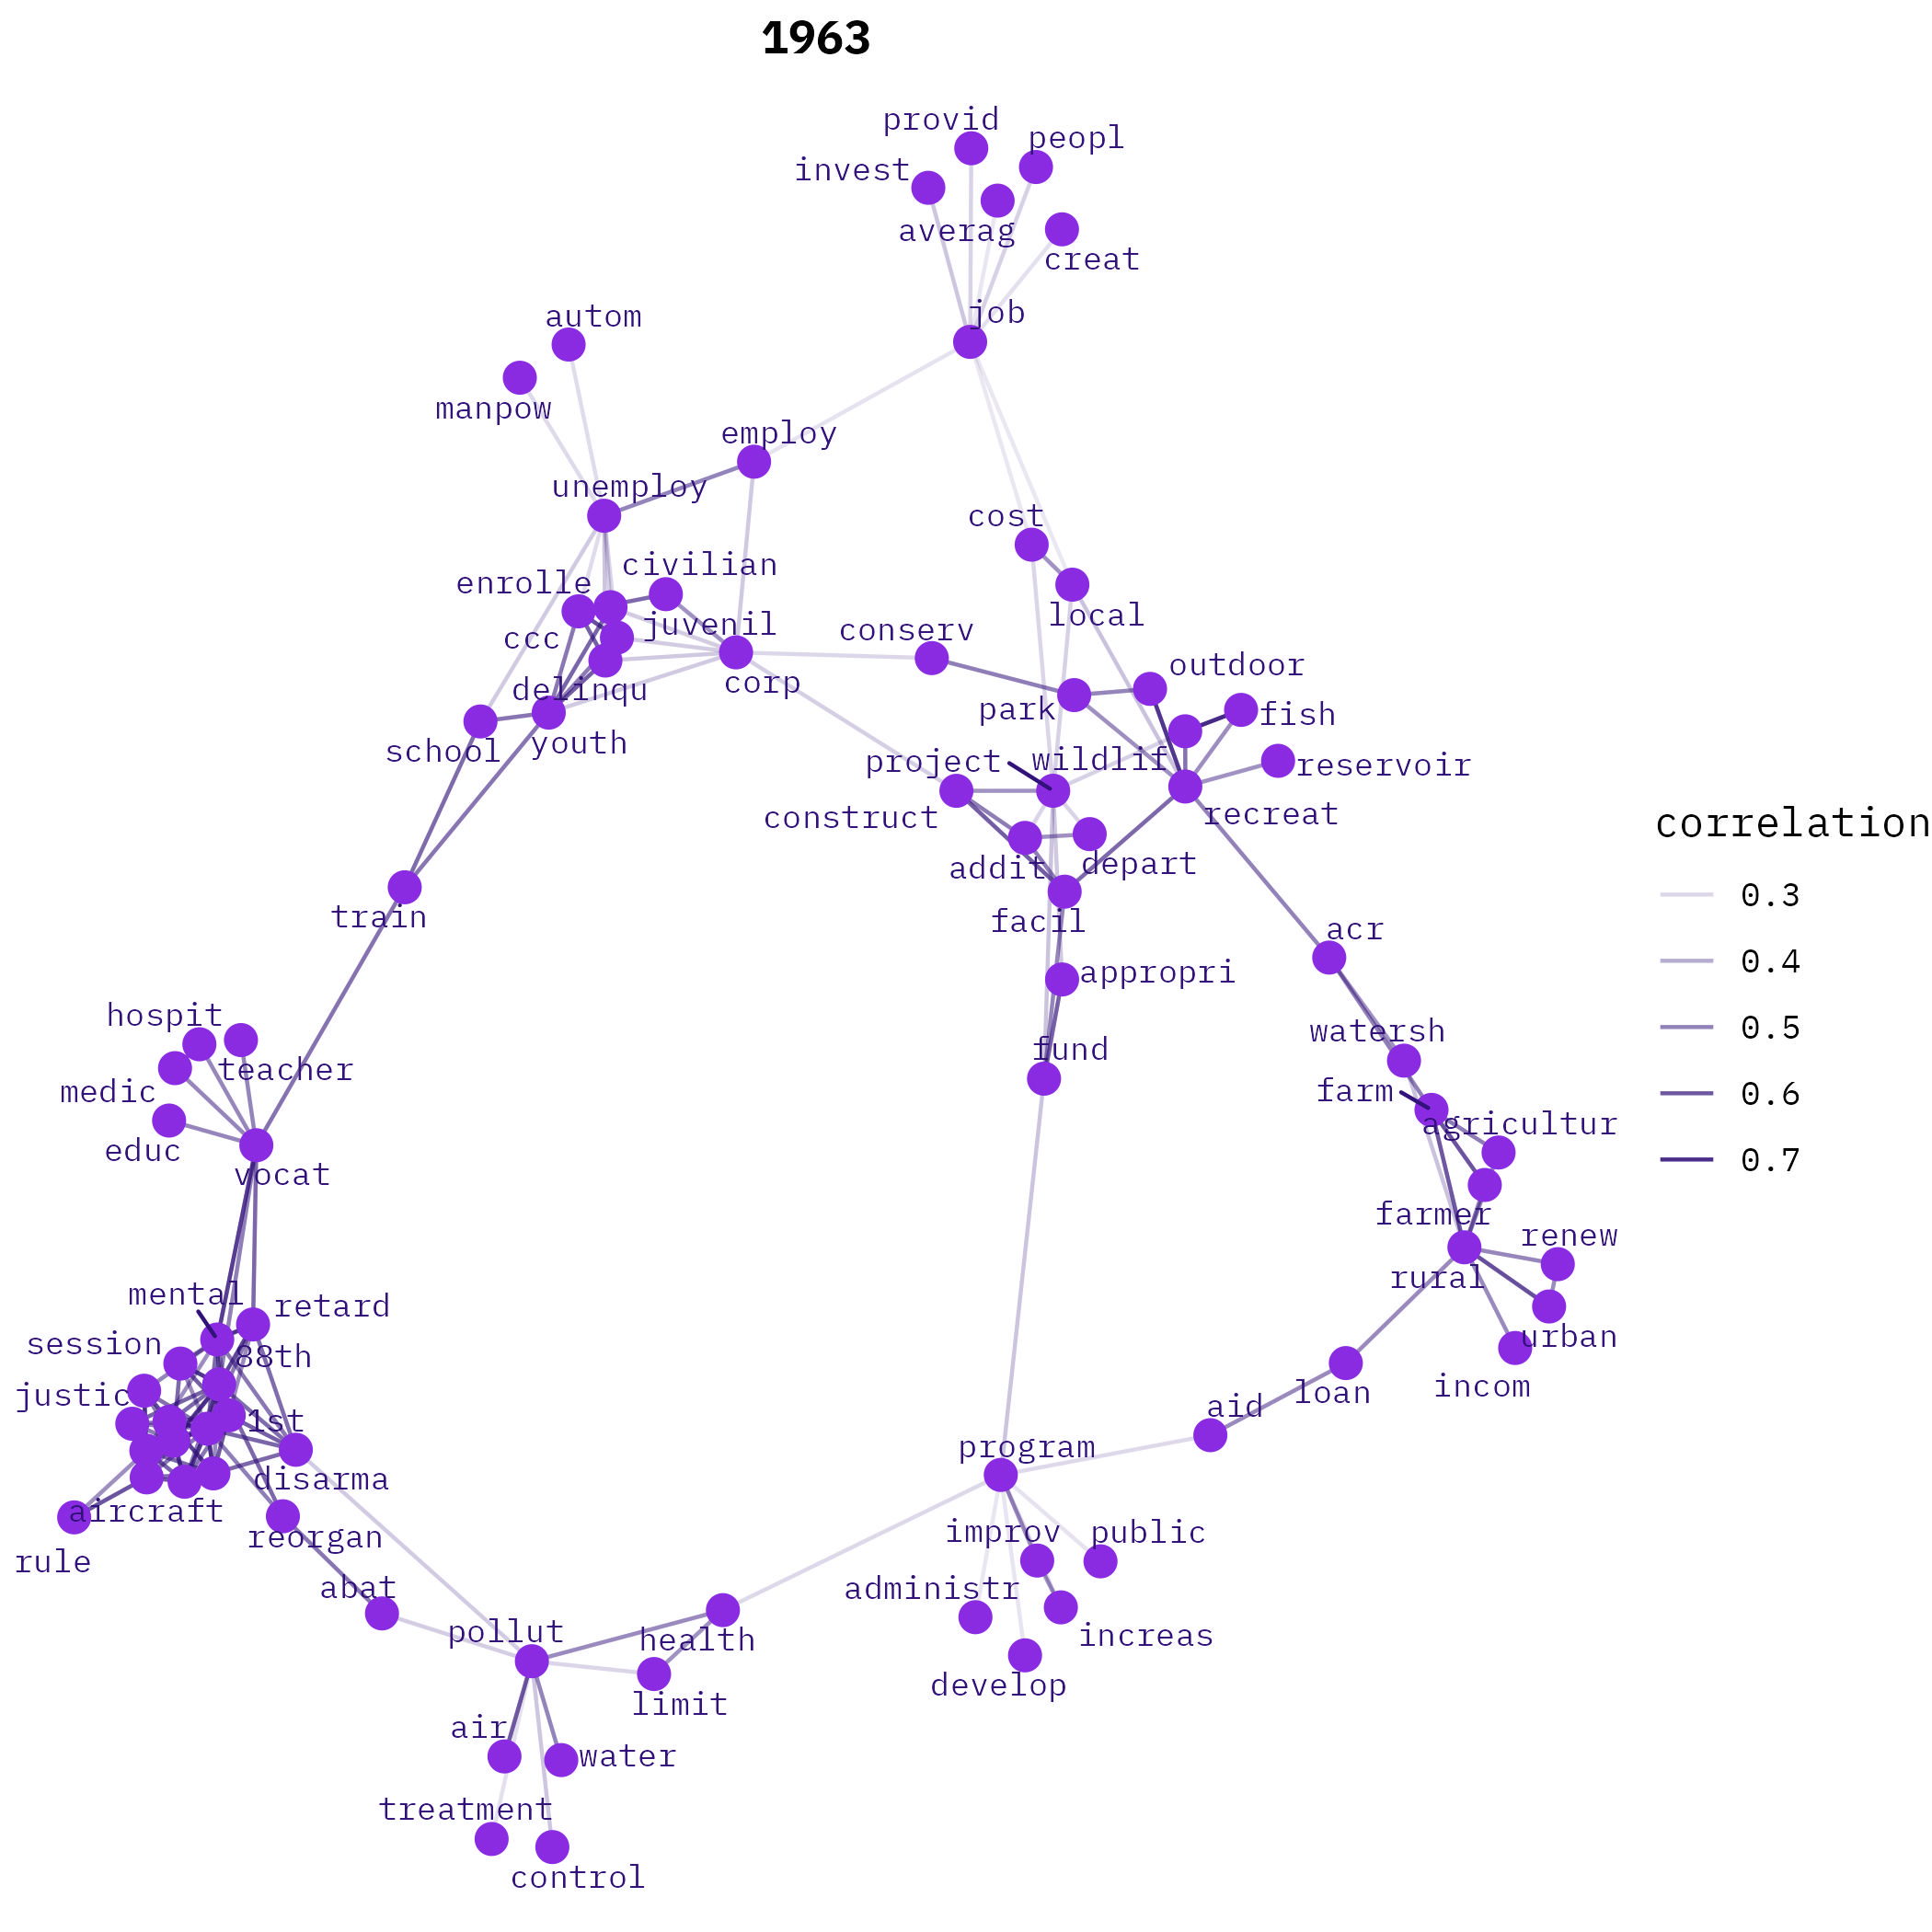 1963
provid
peopl
invest
averag
creat
job
autom
manpow
employ
unemploy
cost
civilian
enrolle
local
juvenil
conserv
ccc
outdoor
delinqu
corp
park
fish
school
youth
project
wildlif
reservoir
construct
recreat
correlation
addit
depart
0.3
train
facil
acr
0.4
appropri
hospit
watersh
0.5
fund
teacher
medic
farm
0.6
agricultur
educ
0.7
vocat
farmer
renew
rural
mental
retard
session
urban
88th
justic
incom
loan
aid
1st
program
disarma
aircraft
improv
public
reorgan
rule
abat
administr
pollut
health
increas
develop
limit
air
water
treatment
control